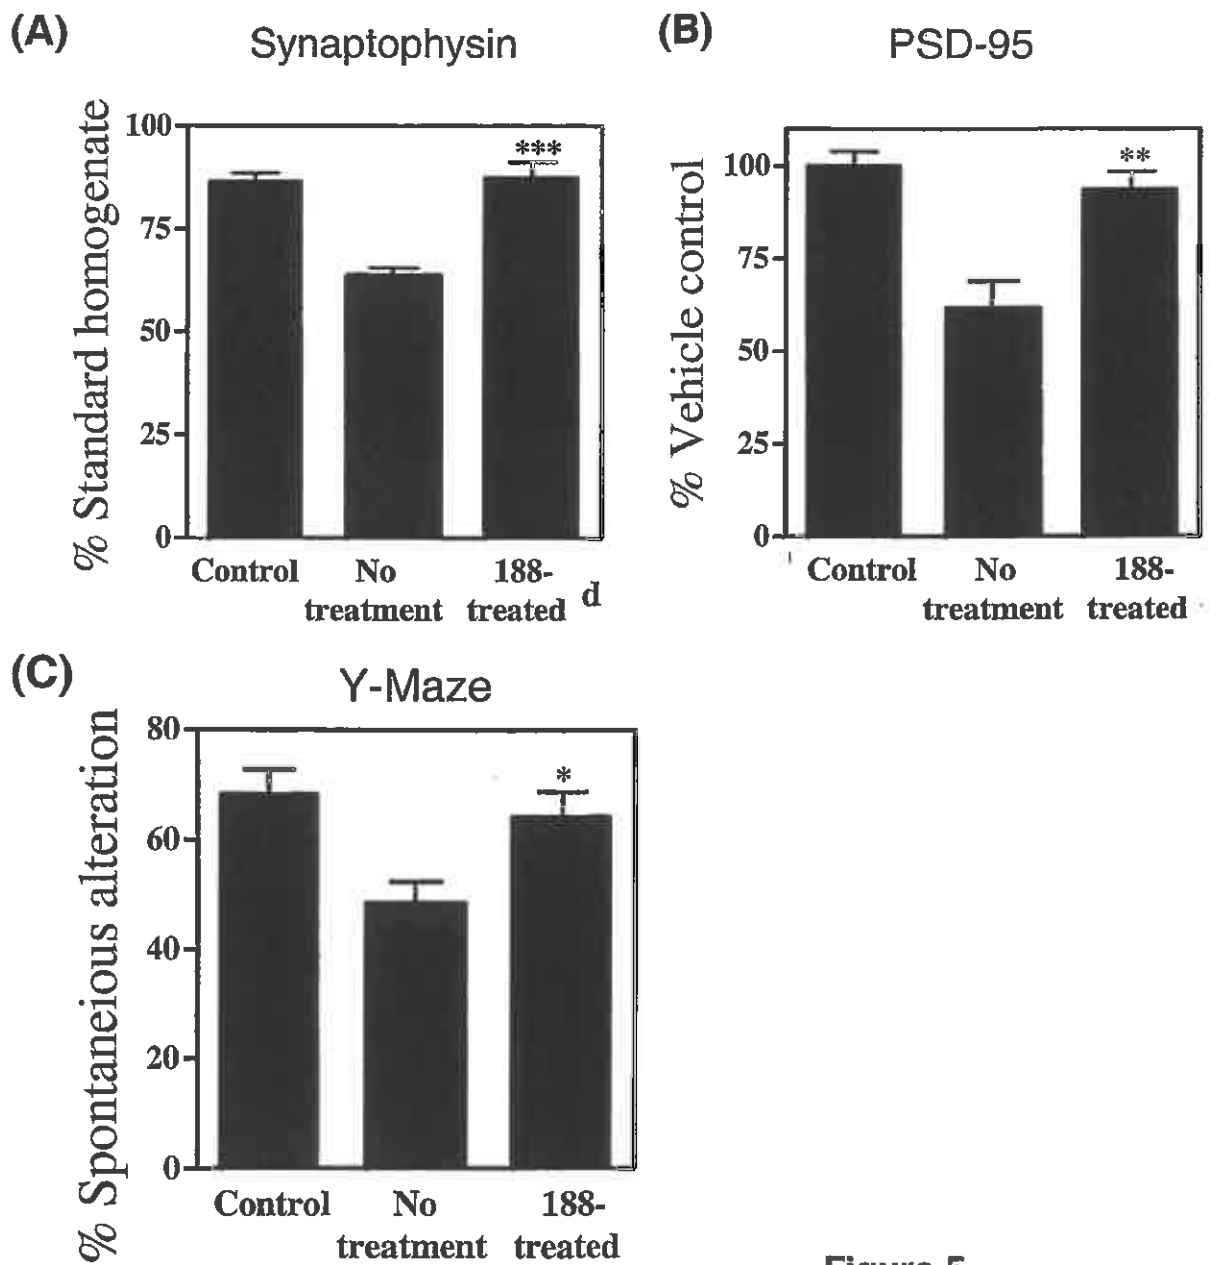 (A)
Synaptophysin
% Standard homogenate
100
75
50
25
0
***
Control
No treatment
188-
treated
d
(B)
PSD-95
% Vehicle control
100
75
50
25
0
**
Control
No treatment
188-
treated
(C)
Y-Maze
% Spontaneious alteration
80
60
40
20
0
*
Control
No treatment
188-
treated
Figure 5